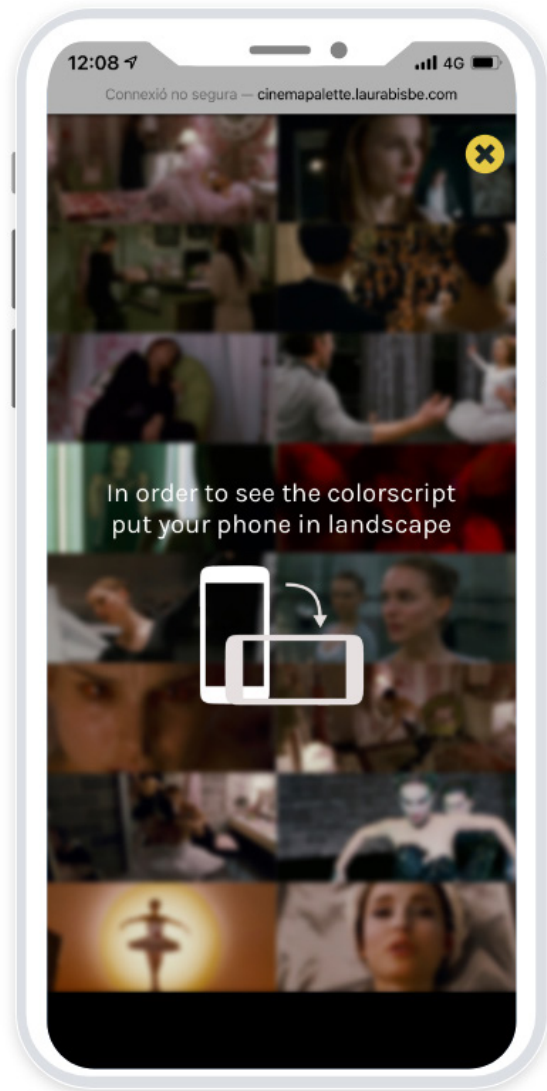 12:08
4G
Connexió no segura — cinemapalette.laurabisbe.com
In order to see the colorscript
put your phone in landscape